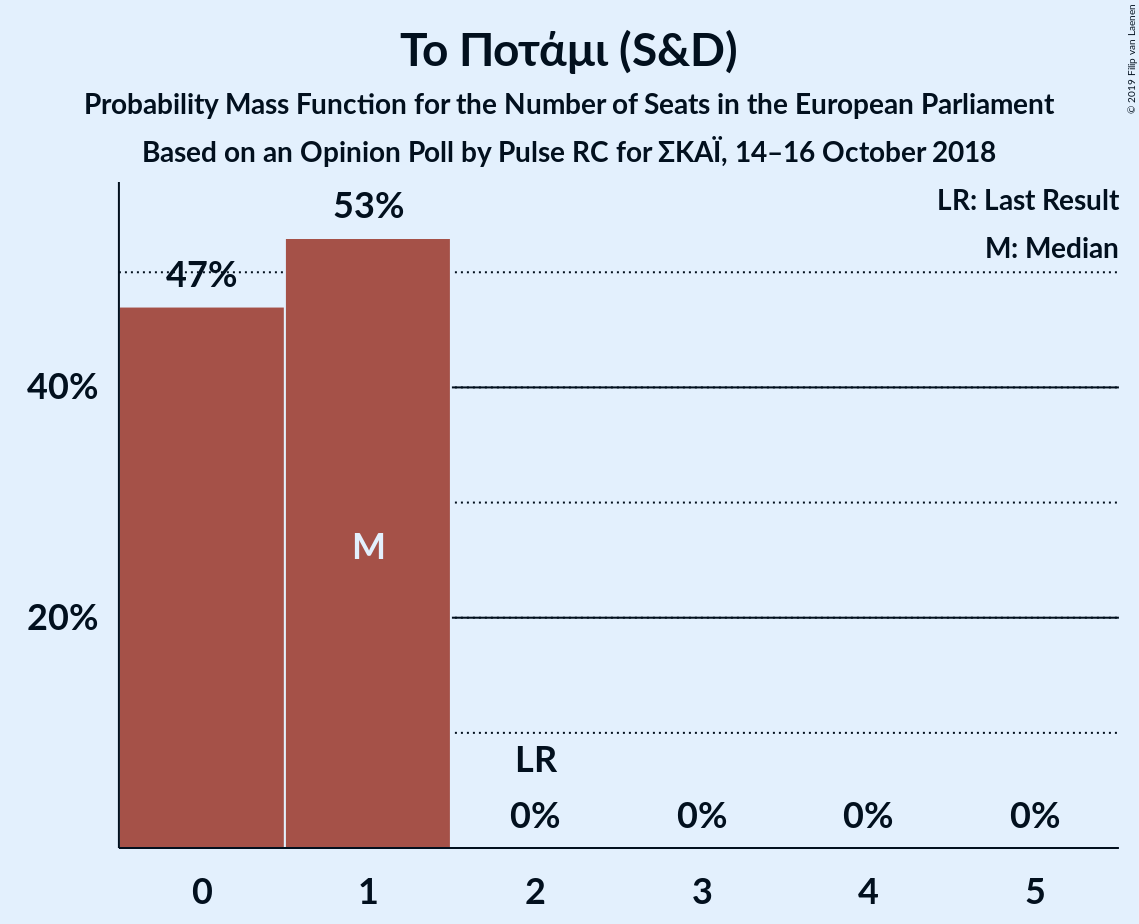 Το Ποτάμι (S&D)
Probability Mass Function for the Number of Seats in the European Parliament
Based on an Opinion Poll by Pulse RC for ΣΚΑΪ, 14–16 October 2018
© 2019 Filip van Laenen
LR: Last Result
M: Median
53%
47%
40%
M
20%
LR
0% 0% 0% 0%
0 1 2 3 4 5